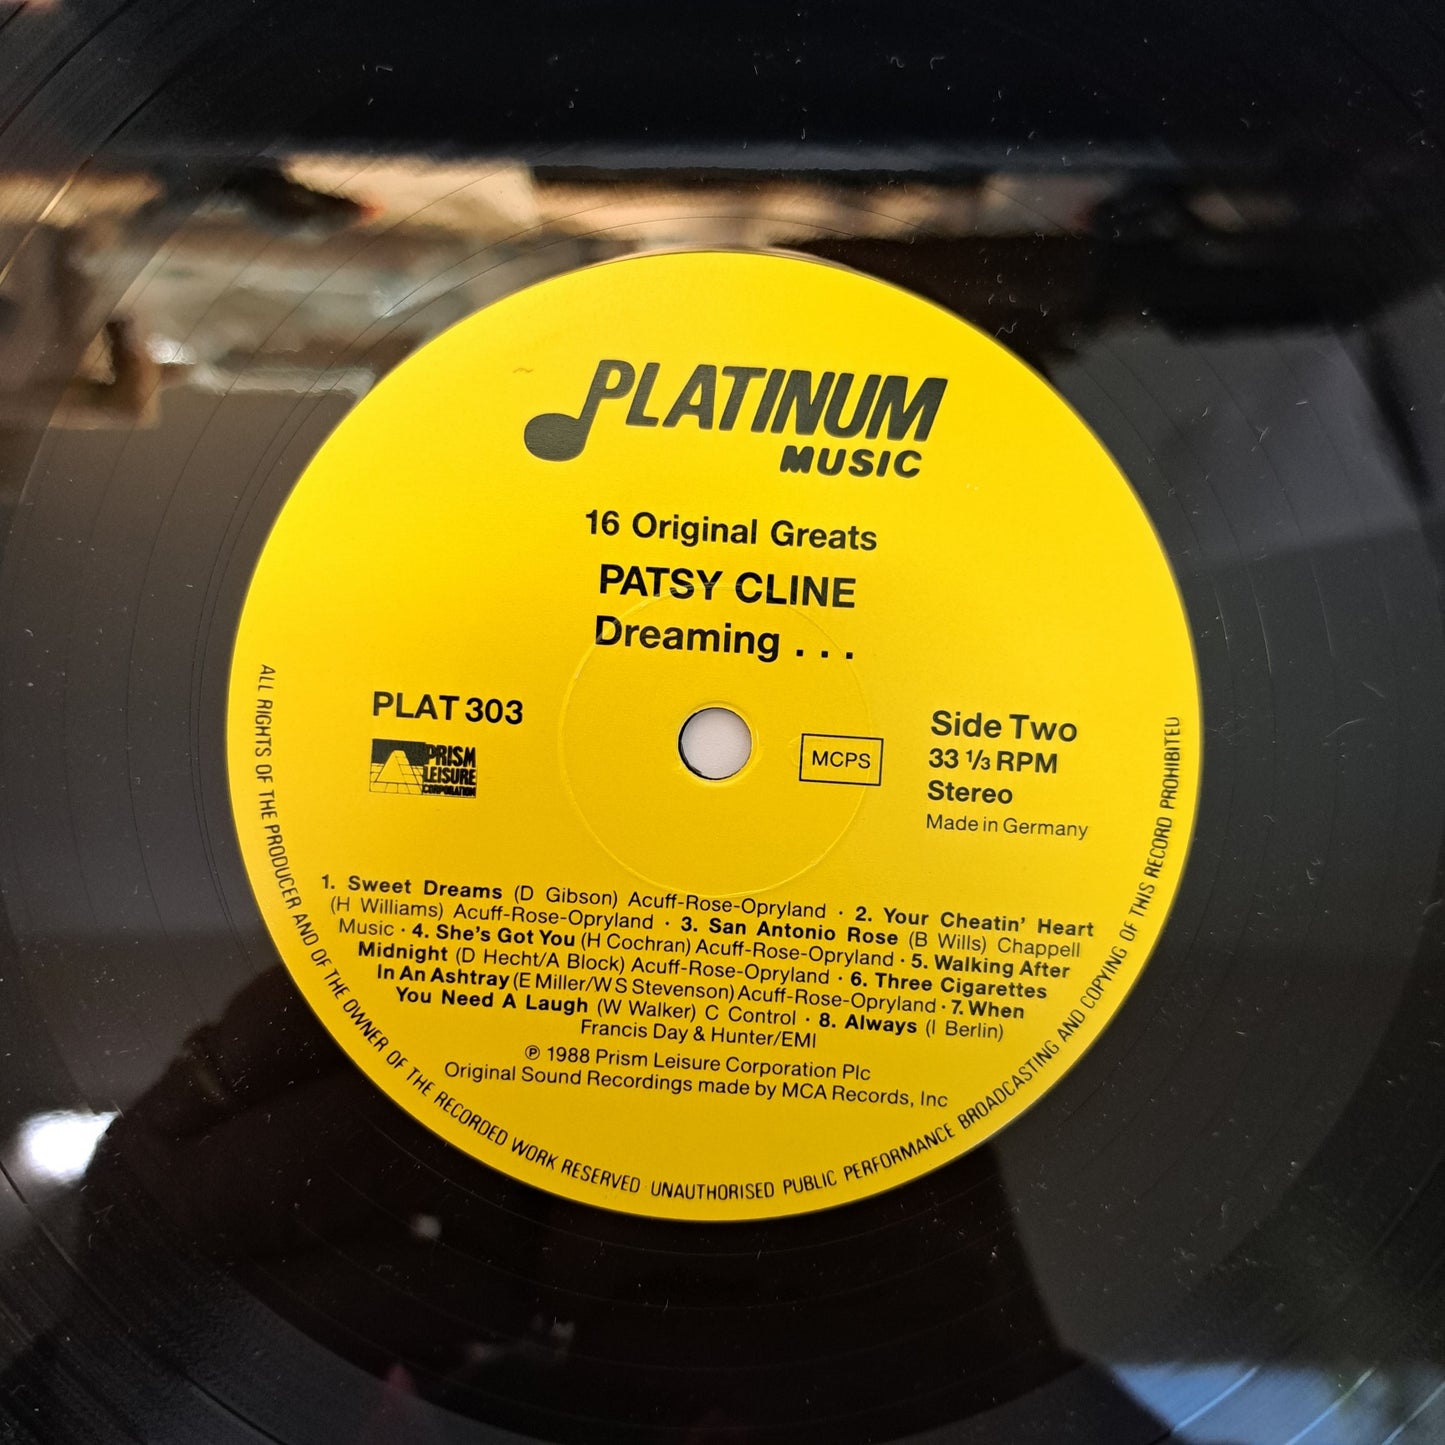 PLATINUM
MUSIC
16 Original Greats
PATSY CLINE
Dreaming . . .
PLAT 303
PRISM
LEISURE
CORPORATION
MCPS
Side Two
33 ⅓ RPM
Stereo
Made in Germany
1. Sweet Dreams (D Gibson) Acuff-Rose-Opryland · 2. Your Cheatin' Heart
(H Williams) Acuff-Rose-Opryland · 3. San Antonio Rose (B Wills) Chappell
Music · 4. She's Got You (H Cochran) Acuff-Rose-Opryland · 5. Walking After
Midnight (D Hecht/A Block) Acuff-Rose-Opryland · 6. Three Cigarettes
In An Ashtray (E Miller/W S Stevenson) Acuff-Rose-Opryland · 7. When
You Need A Laugh (W Walker) C Control · 8. Always (I Berlin)
Francis Day & Hunter/EMI
℗ 1988 Prism Leisure Corporation Plc
Original Sound Recordings made by MCA Records, Inc
ALL RIGHTS OF THE PRODUCER AND OF THE OWNER OF THE RECORDED WORK RESERVED UNAUTHORISED PUBLIC PERFORMANCE BROADCASTING AND COPYING OF THIS RECORD PROHIBITED